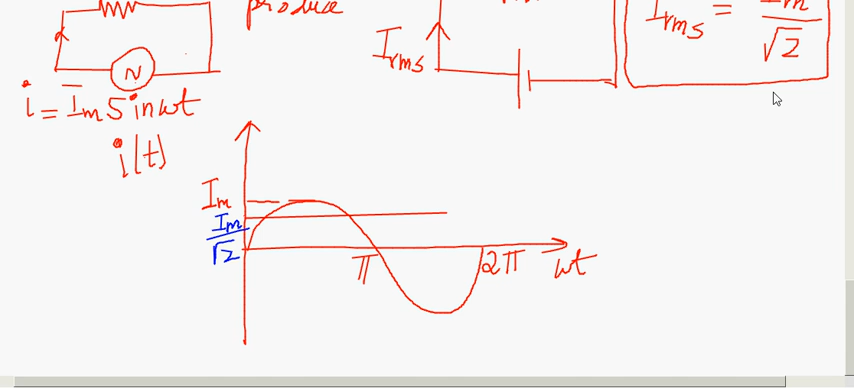 produce
Irms
Irms = Im/√2
i = Im Sinωt
i(t)
Im
Im/√2
π
2π
ωt